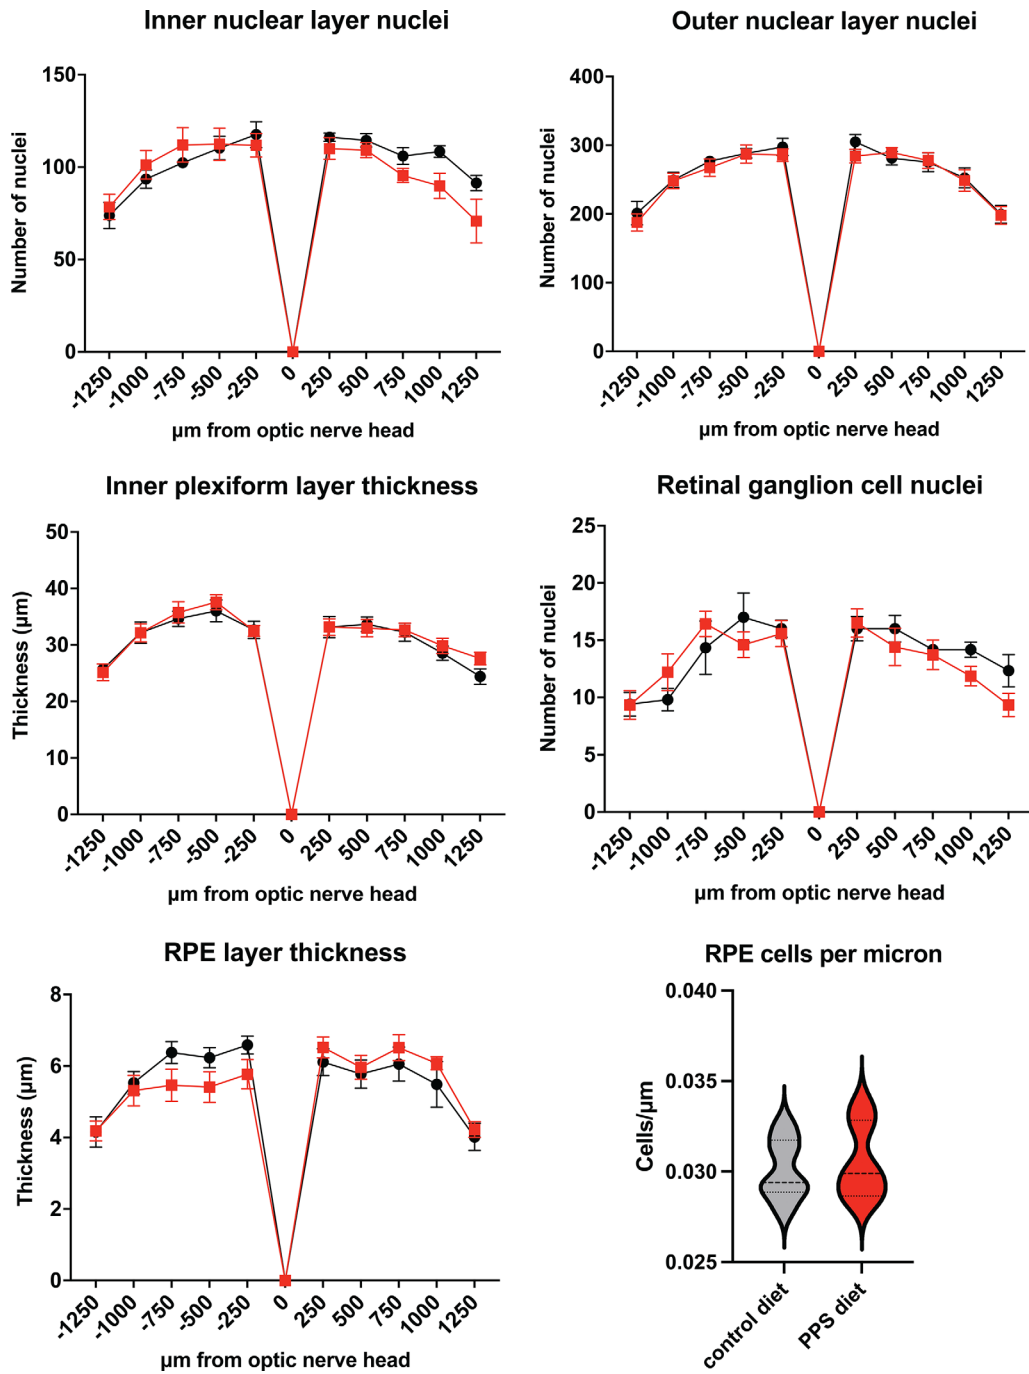 Inner nuclear layer nuclei
Number of nuclei
150
100
50
0
-1250 -1000 -750 -500 -250 0 250 500 750 1000 1250
µm from optic nerve head
Outer nuclear layer nuclei
Number of nuclei
400
300
200
100
0
-1250 -1000 -750 -500 -250 0 250 500 750 1000 1250
µm from optic nerve head
Inner plexiform layer thickness
Thickness (µm)
50
40
30
20
10
0
-1250 -1000 -750 -500 -250 0 250 500 750 1000 1250
µm from optic nerve head
Retinal ganglion cell nuclei
Number of nuclei
25
20
15
10
5
0
-1250 -1000 -750 -500 -250 0 250 500 750 1000 1250
µm from optic nerve head
RPE layer thickness
Thickness (µm)
8
6
4
2
0
-1250 -1000 -750 -500 -250 0 250 500 750 1000 1250
µm from optic nerve head
RPE cells per micron
Cells/µm
0.040
0.035
0.030
0.025
control diet
PPS diet